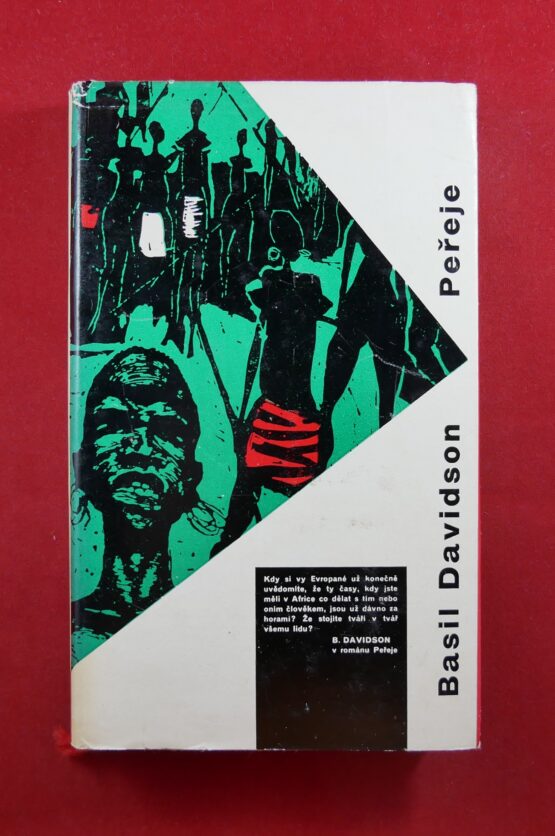 Basil Davidson Peřeje
Kdy si vy Evropané už konečně
uvědomíte, že ty časy, kdy jste
měli v Africe co dělat s tím nebo
oním člověkem, jsou už dávno za
horami? Že stojíte tváří v tvář
všemu lidu?
B. DAVIDSON
v románu Peřeje